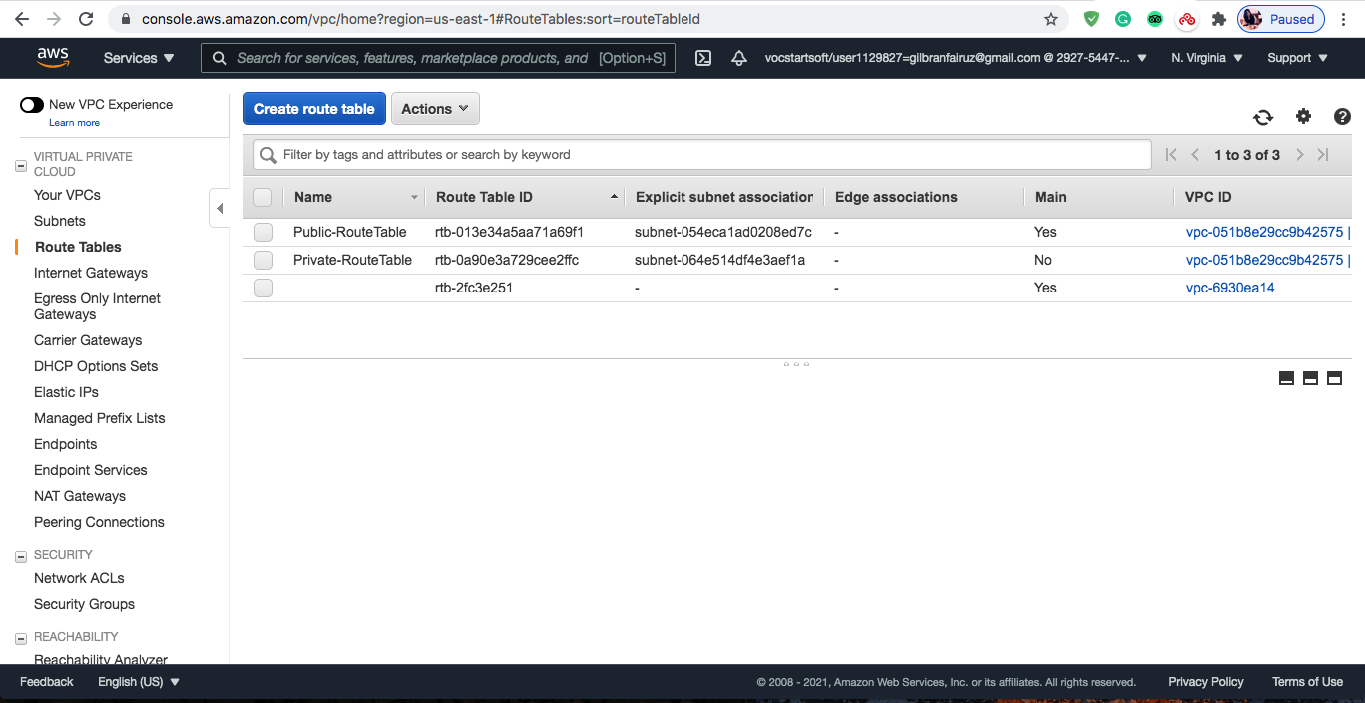 console.aws.amazon.com/vpc/home?region=us-east-1#RouteTables:sort=routeTableId
Paused
aws
Services
Search for services, features, marketplace products, and [Option+S]
vocstartsoft/user1129827=gilbranfairuz@gmail.com @ 2927-5447-...
N. Virginia
Support
New VPC Experience
Learn more
VIRTUAL PRIVATE
CLOUD
Your VPCs
Subnets
Route Tables
Internet Gateways
Egress Only Internet
Gateways
Carrier Gateways
DHCP Options Sets
Elastic IPs
Managed Prefix Lists
Endpoints
Endpoint Services
NAT Gateways
Peering Connections
SECURITY
Network ACLs
Security Groups
REACHABILITY
Reachability Analyzer
Create route table
Actions
Filter by tags and attributes or search by keyword
1 to 3 of 3
Name Route Table ID Explicit subnet association Edge associations Main VPC ID
Public-RouteTable rtb-013e34a5aa71a69f1 subnet-054eca1ad0208ed7c - Yes vpc-051b8e29cc9b42575 |
Private-RouteTable rtb-0a90e3a729cee2ffc subnet-064e514df4e3aef1a - No vpc-051b8e29cc9b42575 |
rtb-2fc3e251 - - Yes vpc-6930ea14
Feedback
English (US)
© 2008 - 2021, Amazon Web Services, Inc. or its affiliates. All rights reserved.
Privacy Policy
Terms of Use